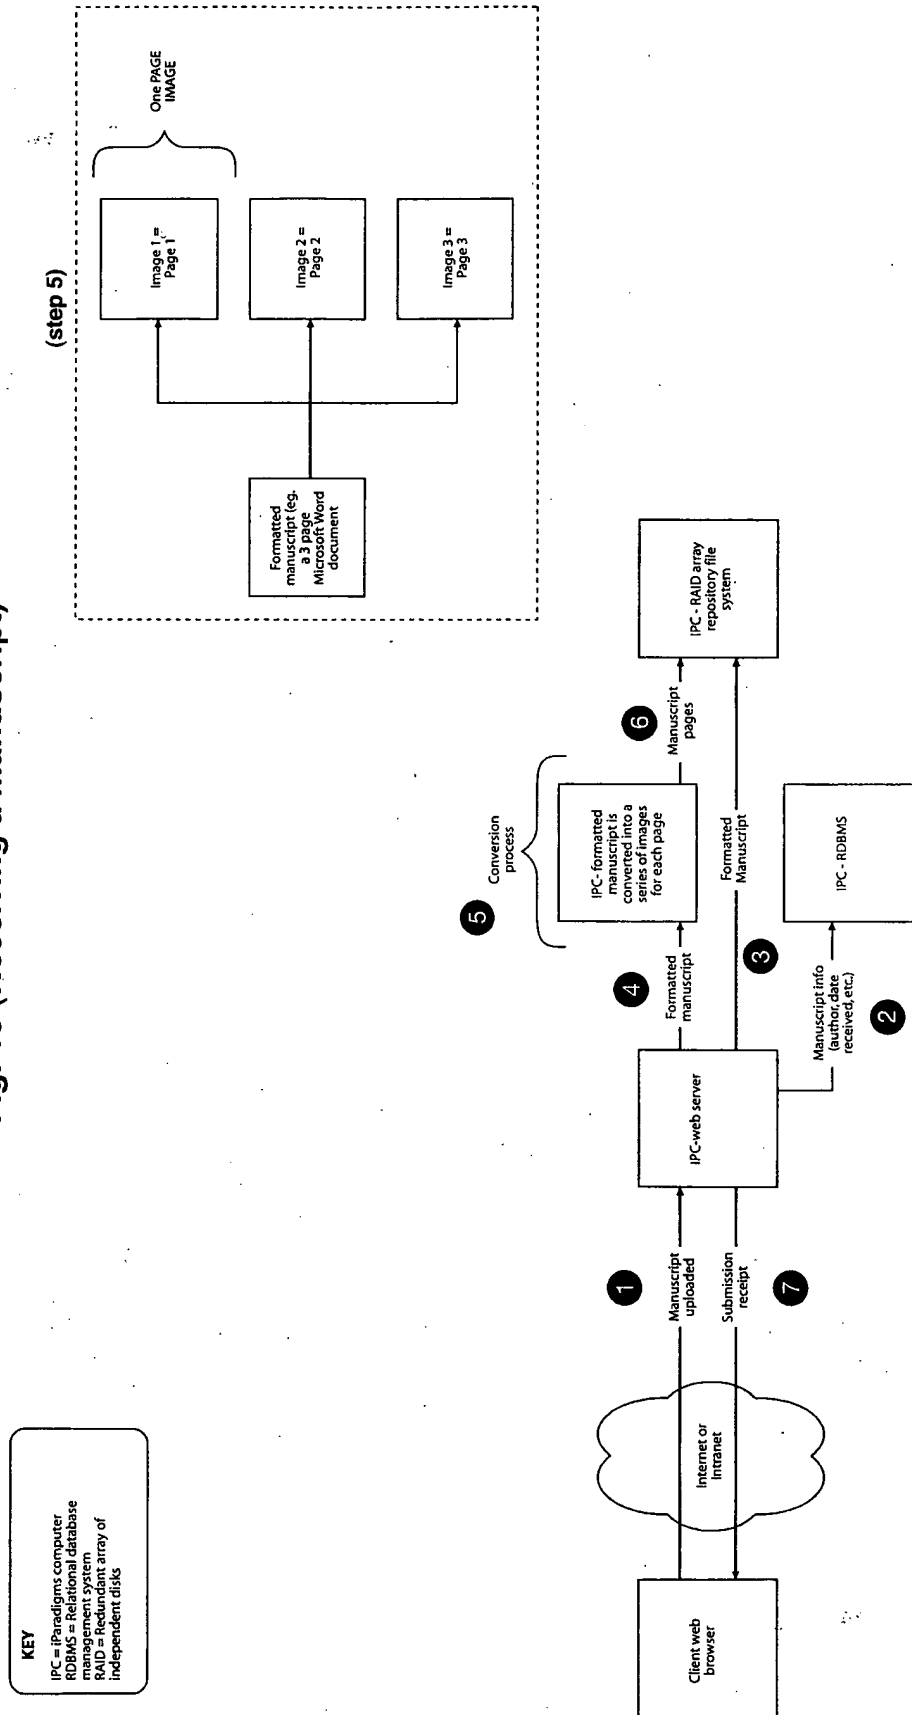 (Receiving a manuscript)
KEY
IPC = iParadigms computer
RDBMS = Relational database
management system
RAID = Redundant array of
independent disks
(step 5)
Formatted
manuscript (eg.
a 3 page
Microsoft Word
document
Image 1 =
Page 1
Image 2 =
Page 2
Image 3 =
Page 3
One PAGE
IMAGE
Client web
browser
Internet or
Intranet
1
Manuscript
uploaded
Submission
receipt
7
IPC-web server
4
Formatted
manuscript
5
Conversion
process
IPC- formatted
manuscript is
converted into a
series of images
for each page
6
Manuscript
pages
3
Formatted
Manuscript
IPC - RAID array
repository file
system
Manuscript info
(author, date
received, etc.)
2
IPC - RDBMS